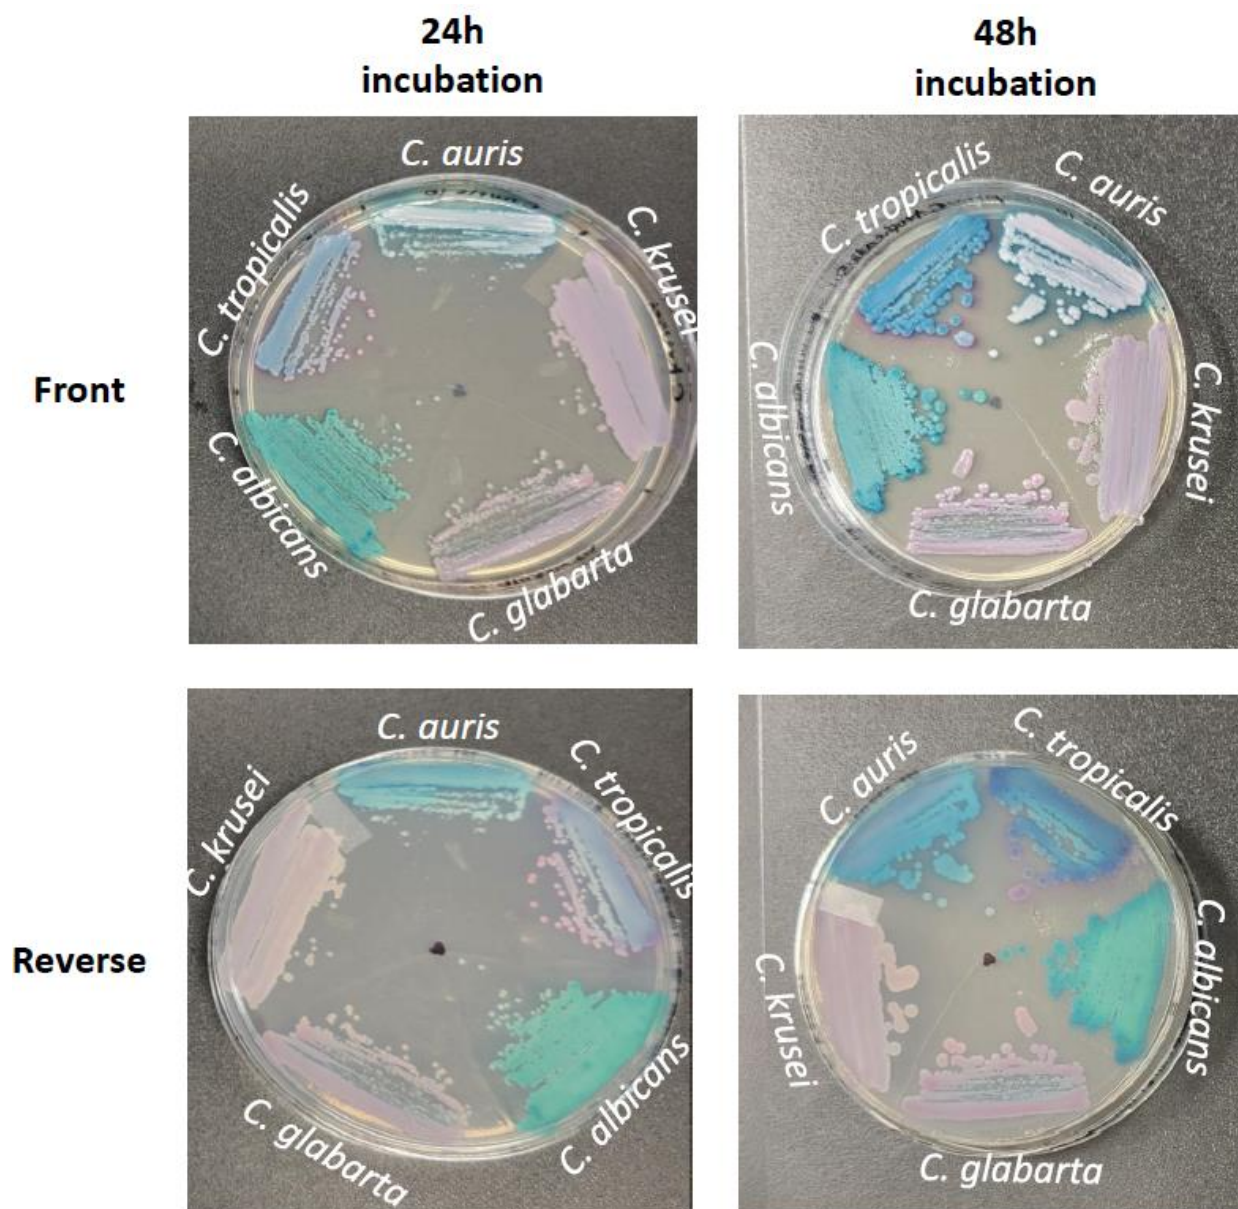 24h
incubation
48h
incubation
Front
C. auris
C. tropicalis
C. krusei
C. albicans
C. glabarta
C. tropicalis
C. auris
C. albicans
C. krusei
C. glabarta
Reverse
C. auris
C. krusei
C. tropicalis
C. glabarta
C. albicans
C. auris
C. tropicalis
C. krusei
C. albicans
C. glabarta